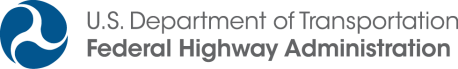 U.S. Department of Transportation
Federal Highway Administration